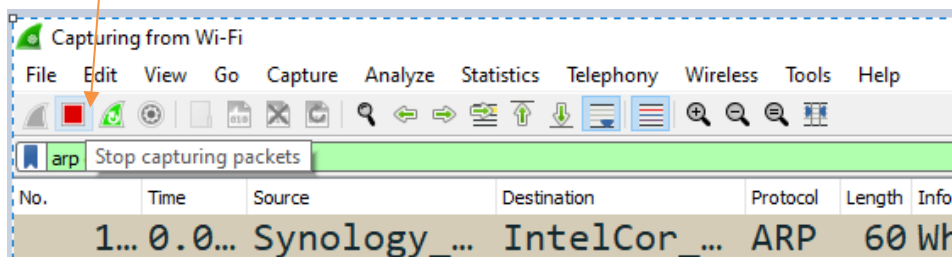 Capturing from Wi-Fi
File Edit View Go Capture Analyze Statistics Telephony Wireless Tools Help
arp Stop capturing packets
No. Time Source Destination Protocol Length Info
1... 0.0... Synology_... IntelCor_... ARP 60 Wh